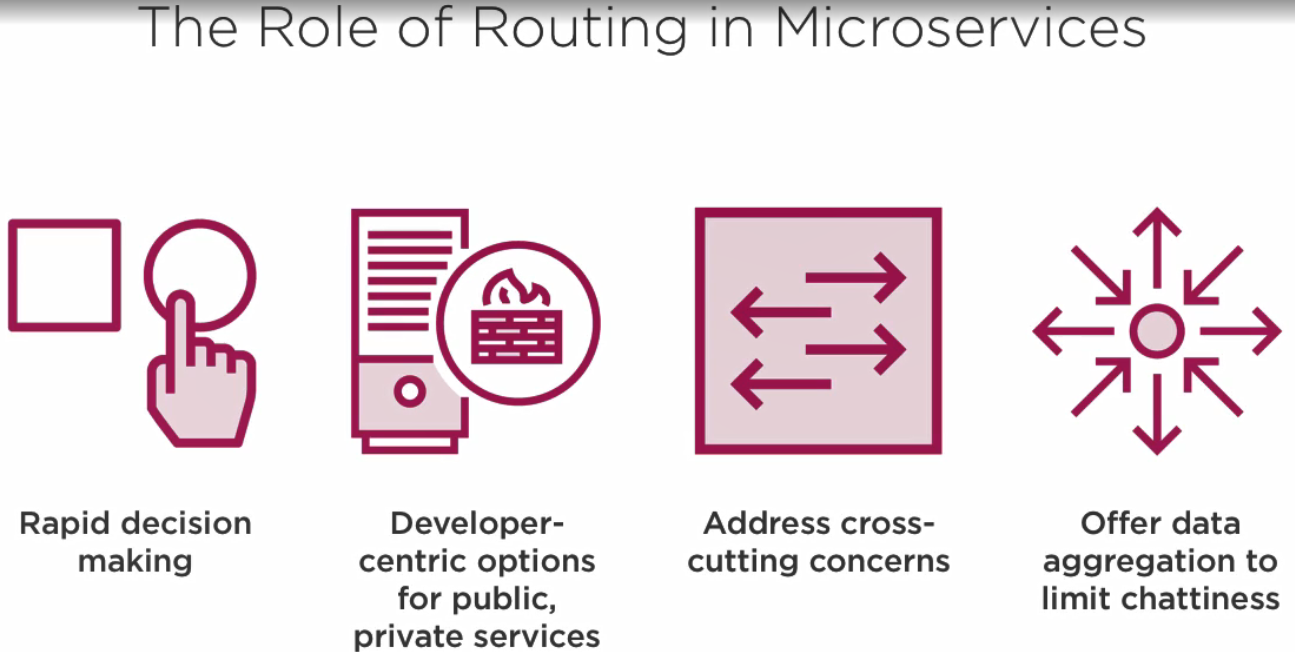 The Role of Routing in Microservices
Rapid decision
making
Developer-
centric options
for public,
private services
Address cross-
cutting concerns
Offer data
aggregation to
limit chattiness